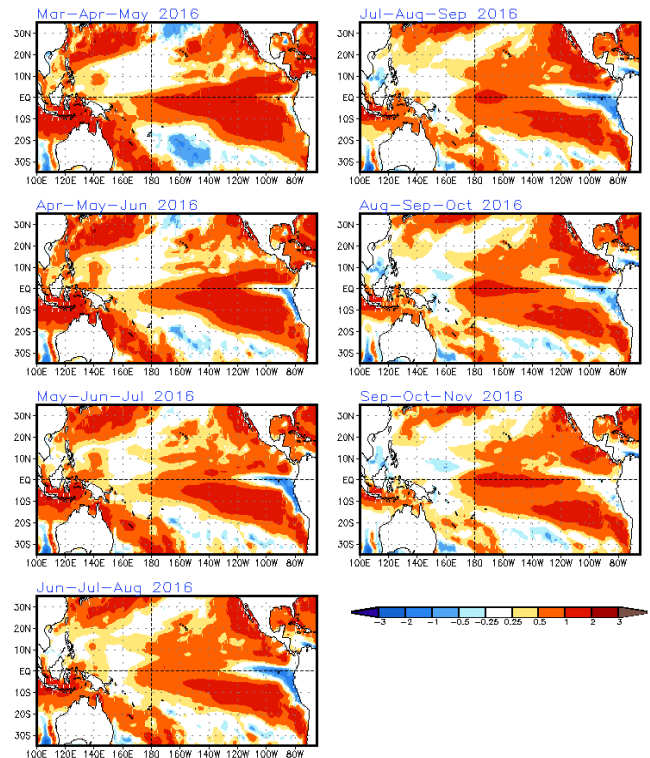 Mar-Apr-May 2016
30N
20N
10N
EQ
10S
20S
30S
100E 120E 140E 160E 180 160W 140W 120W 100W 80W
Apr-May-Jun 2016
30N
20N
10N
EQ
10S
20S
30S
100E 120E 140E 160E 180 160W 140W 120W 100W 80W
May-Jun-Jul 2016
30N
20N
10N
EQ
10S
20S
30S
100E 120E 140E 160E 180 160W 140W 120W 100W 80W
Jun-Jul-Aug 2016
30N
20N
10N
EQ
10S
20S
30S
100E 120E 140E 160E 180 160W 140W 120W 100W 80W
Jul-Aug-Sep 2016
30N
20N
10N
EQ
10S
20S
30S
100E 120E 140E 160E 180 160W 140W 120W 100W 80W
Aug-Sep-Oct 2016
30N
20N
10N
EQ
10S
20S
30S
100E 120E 140E 160E 180 160W 140W 120W 100W 80W
Sep-Oct-Nov 2016
30N
20N
10N
EQ
10S
20S
30S
100E 120E 140E 160E 180 160W 140W 120W 100W 80W
-3 -2 -1 -0.5 -0.25 0.25 0.5 1 2 3